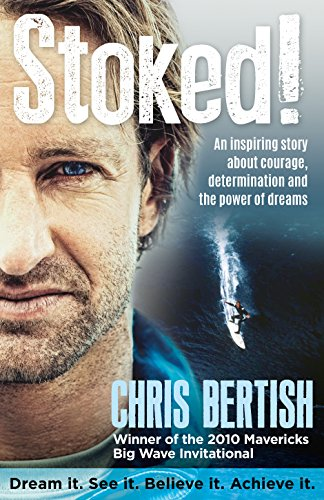 Stoked!
An inspiring story
about courage,
determination and
the power of dreams
CHRIS BERTISH
Winner of the 2010 Mavericks
Big Wave Invitational
Dream it. See it. Believe it. Achieve it.